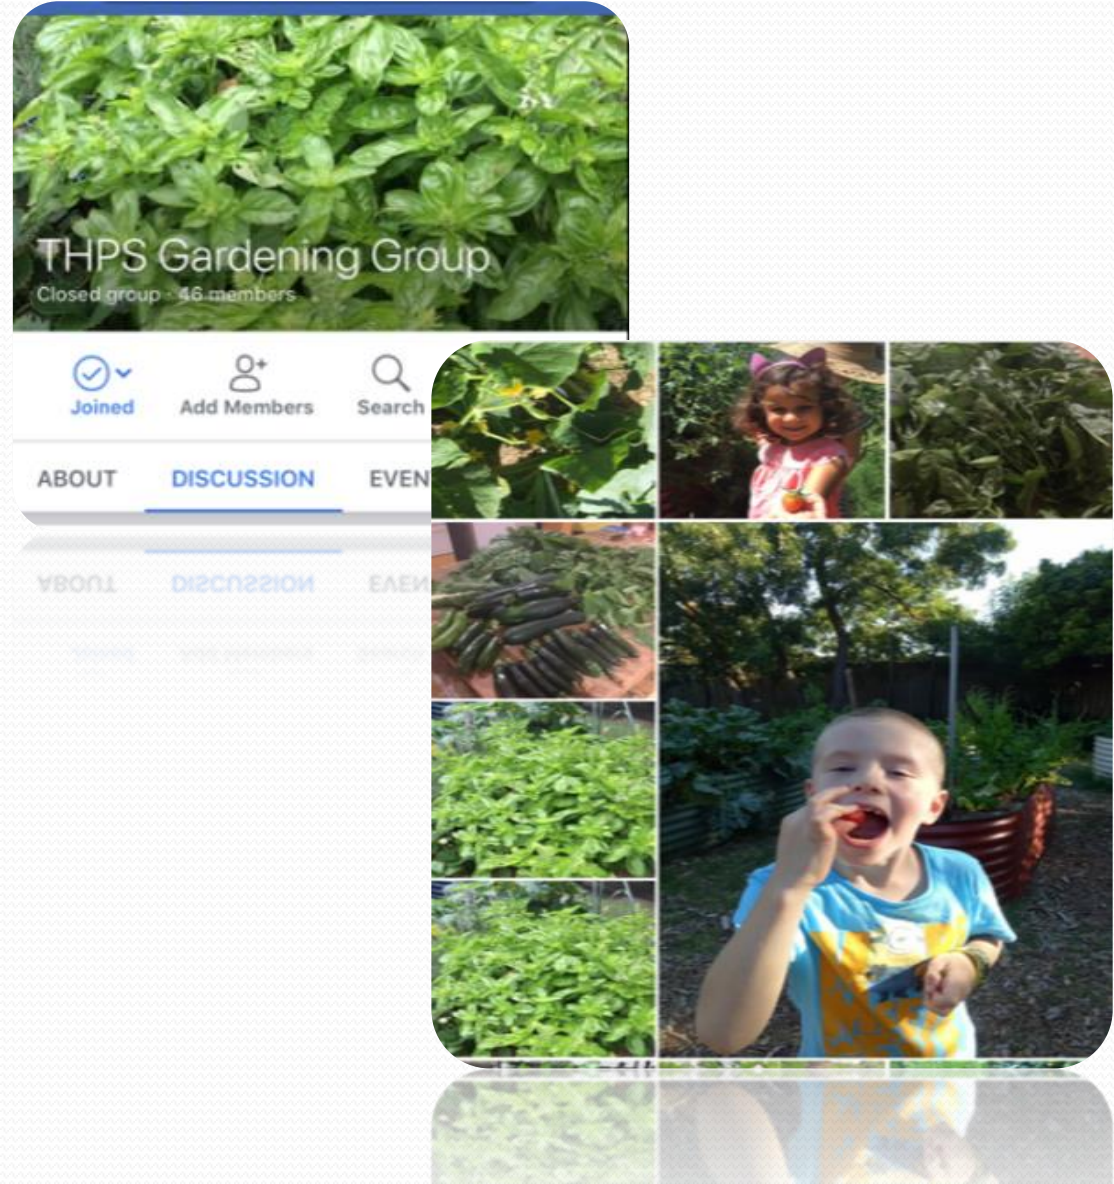 THPS Gardening Group
Closed group · 46 members
Joined
Add Members
Search
ABOUT
DISCUSSION
EVEN